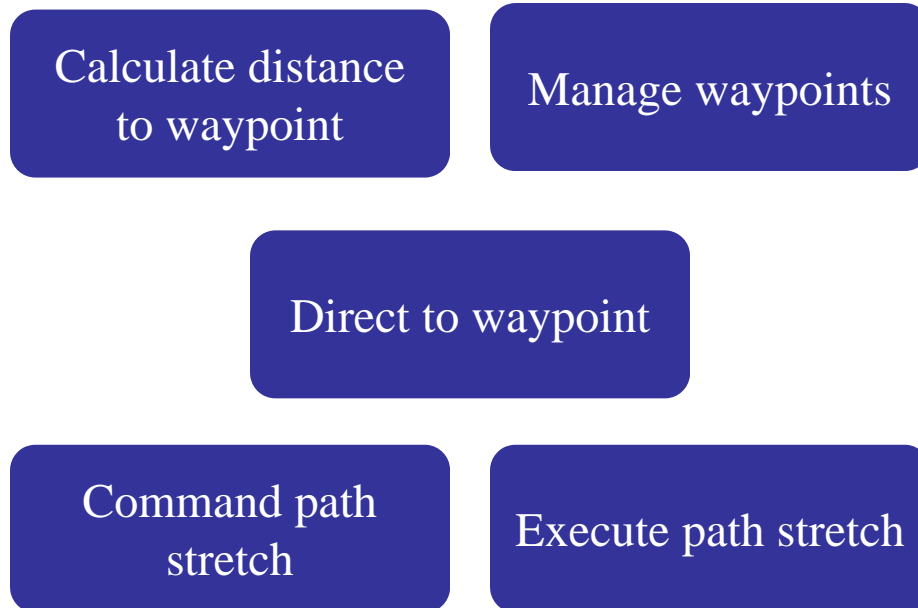 Calculate distance
to waypoint
Manage waypoints
Direct to waypoint
Command path
stretch
Execute path stretch